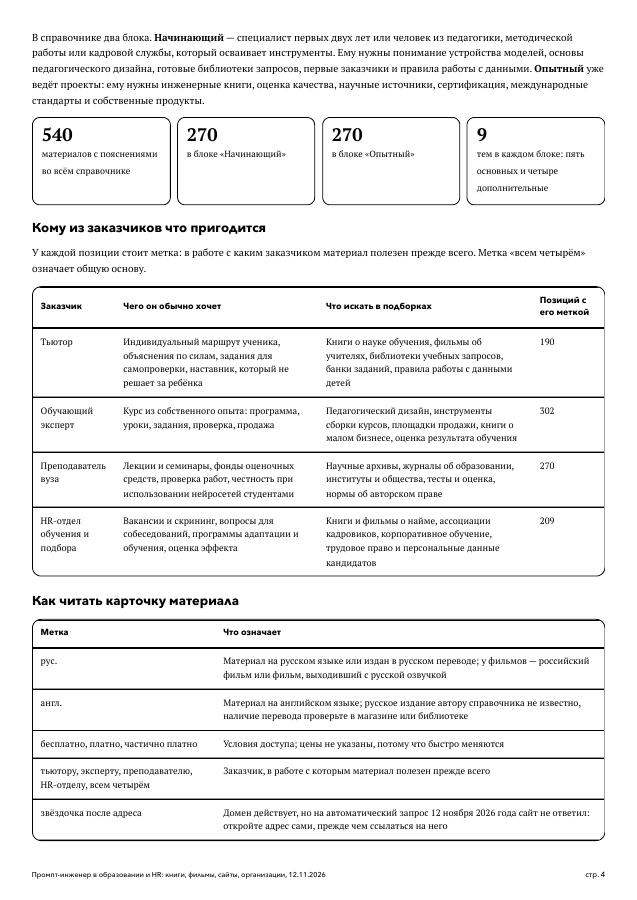 В справочнике два блока. Начинающий — специалист первых двух лет или человек из педагогики, методической
работы или кадровой службы, который осваивает инструменты. Ему нужны понимание устройства моделей, основы
педагогического дизайна, готовые библиотеки запросов, первые заказчики и правила работы с данными. Опытный уже
ведёт проекты: ему нужны инженерные книги, оценка качества, научные источники, сертификация, международные
стандарты и собственные продукты.
540
материалов с пояснениями
во всём справочнике
270
в блоке «Начинающий»
270
в блоке «Опытный»
9
тем в каждом блоке: пять
основных и четыре
дополнительные
Кому из заказчиков что пригодится
У каждой позиции стоит метка: в работе с каким заказчиком материал полезен прежде всего. Метка «всем четырём»
означает общую основу.
Заказчик
Чего он обычно хочет
Что искать в подборках
Позиций с
его меткой
Тьютор
Индивидуальный маршрут ученика,
объяснения по силам, задания для
самопроверки, наставник, который не
решает за ребёнка
Книги о науке обучения, фильмы об
учителях, библиотеки учебных запросов,
банки заданий, правила работы с данными
детей
190
Обучающий
эксперт
Курс из собственного опыта: программа,
уроки, задания, проверка, продажа
Педагогический дизайн, инструменты
сборки курсов, площадки продажи, книги о
малом бизнесе, оценка результата обучения
302
Преподаватель
вуза
Лекции и семинары, фонды оценочных
средств, проверка работ, честность при
использовании нейросетей студентами
Научные архивы, журналы об образовании,
институты и общества, тесты и оценка,
нормы об авторском праве
270
HR-отдел
обучения и
подбора
Вакансии и скрининг, вопросы для
собеседований, программы адаптации и
обучения, оценка эффекта
Книги и фильмы о найме, ассоциации
кадровиков, корпоративное обучение,
трудовое право и персональные данные
кандидатов
209
Как читать карточку материала
Метка
Что означает
рус.
Материал на русском языке или издан в русском переводе; у фильмов — российский
фильм или фильм, выходивший с русской озвучкой
англ.
Материал на английском языке; русское издание автору справочника не известно,
наличие перевода проверьте в магазине или библиотеке
бесплатно, платно, частично платно
Условия доступа; цены не указаны, потому что быстро меняются
тьютору, эксперту, преподавателю,
HR-отделу, всем четырём
Заказчик, в работе с которым материал полезен прежде всего
звёздочка после адреса
Домен действует, но на автоматический запрос 12 ноября 2026 года сайт не ответил:
откройте адрес сами, прежде чем ссылаться на него
Промпт-инженер в образовании и HR: книги, фильмы, сайты, организации, 12.11.2026
стр. 4